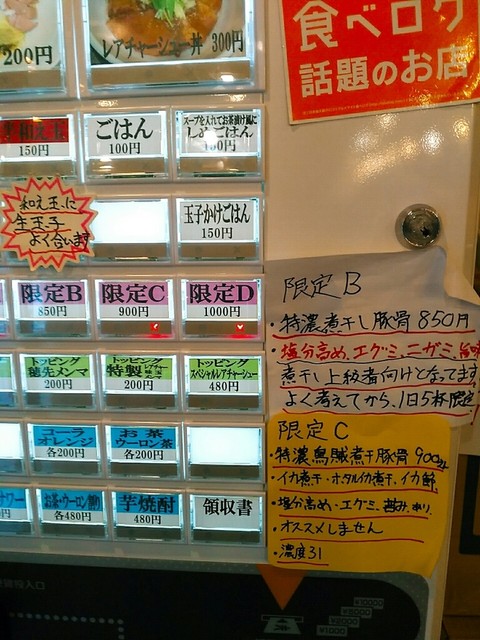 200円
レアチャーシュー丼 300円
食べログ
話題のお店
和え玉
150円
ごはん
100円
スープを入れてお茶漬け風に
しめごはん
100円
和え玉に
生玉子
よく合います
玉子かけごはん
150円
限定B
850円
限定C
900円
限定D
1000円
トッピング
穂先メンマ
200円
トッピング
特製
200円
トッピング
スペシャルレアチャーシュー
480円
コーラ
オレンジ
各200円
お茶
ウーロン茶
各200円
サワー
お茶・ウーロン割り
各480円
芋焼酎
480円
領収書
限定B
・特濃煮干し豚骨 850円
・塩分高め、エグミ、ニガミ、旨味
煮干し上級者向けとなってます
よく考えてから、1日5杯限定
限定C
・特濃烏賊煮干豚骨 900円
・イカ煮干・ホタルイカ煮干、イカ
・塩分高め・エグミ、
・オススメしません
・濃度31